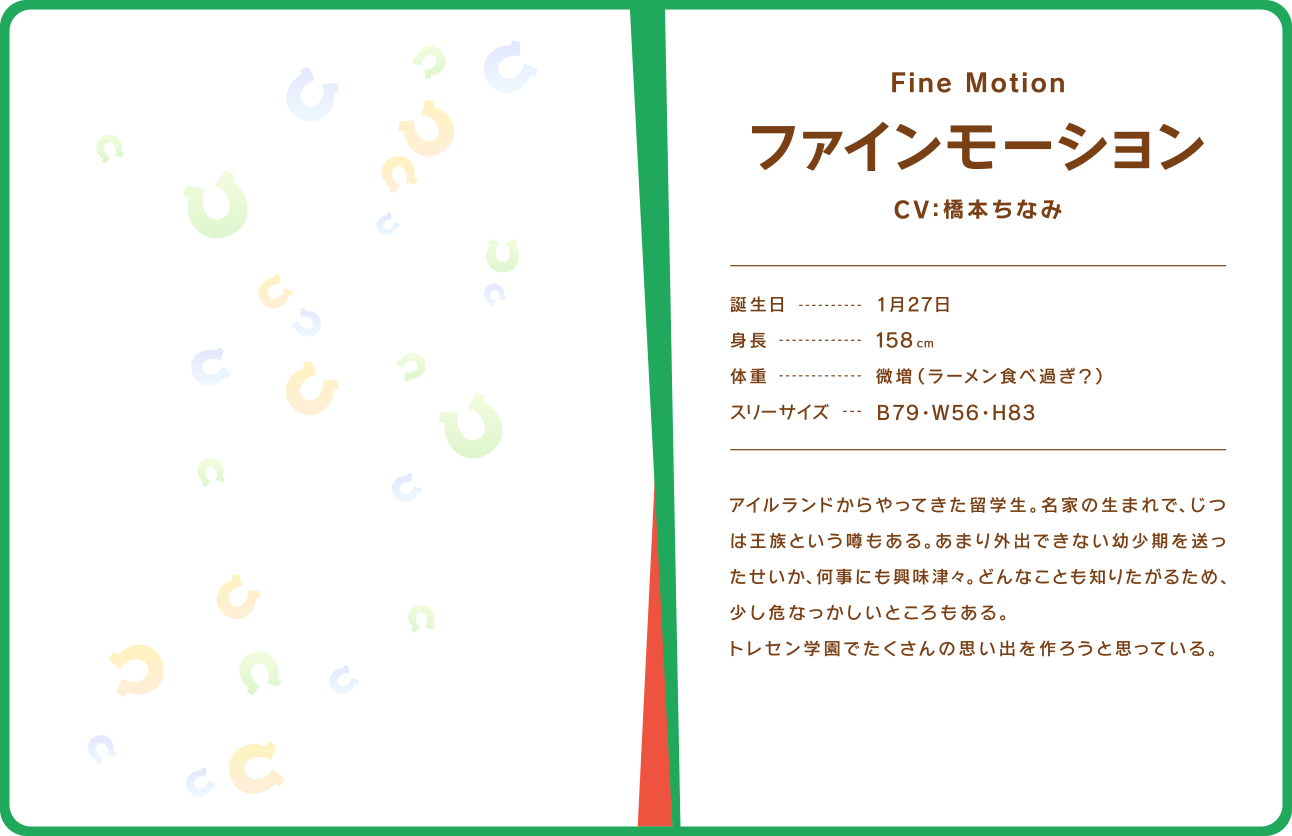 Fine Motion
ファインモーション
CV:橋本ちなみ
誕生日 ---------- 1月27日
身長 ------------- 158cm
体重 ------------- 微増(ラーメン食べ過ぎ?)
スリーサイズ --- B79・W56・H83
アイルランドからやってきた留学生。名家の生まれで、じつ
は王族という噂もある。あまり外出できない幼少期を送っ
たせいか、何事にも興味津々。どんなことも知りたがるため、
少し危なっかしいところもある。
トレセン学園でたくさんの思い出を作ろうと思っている。